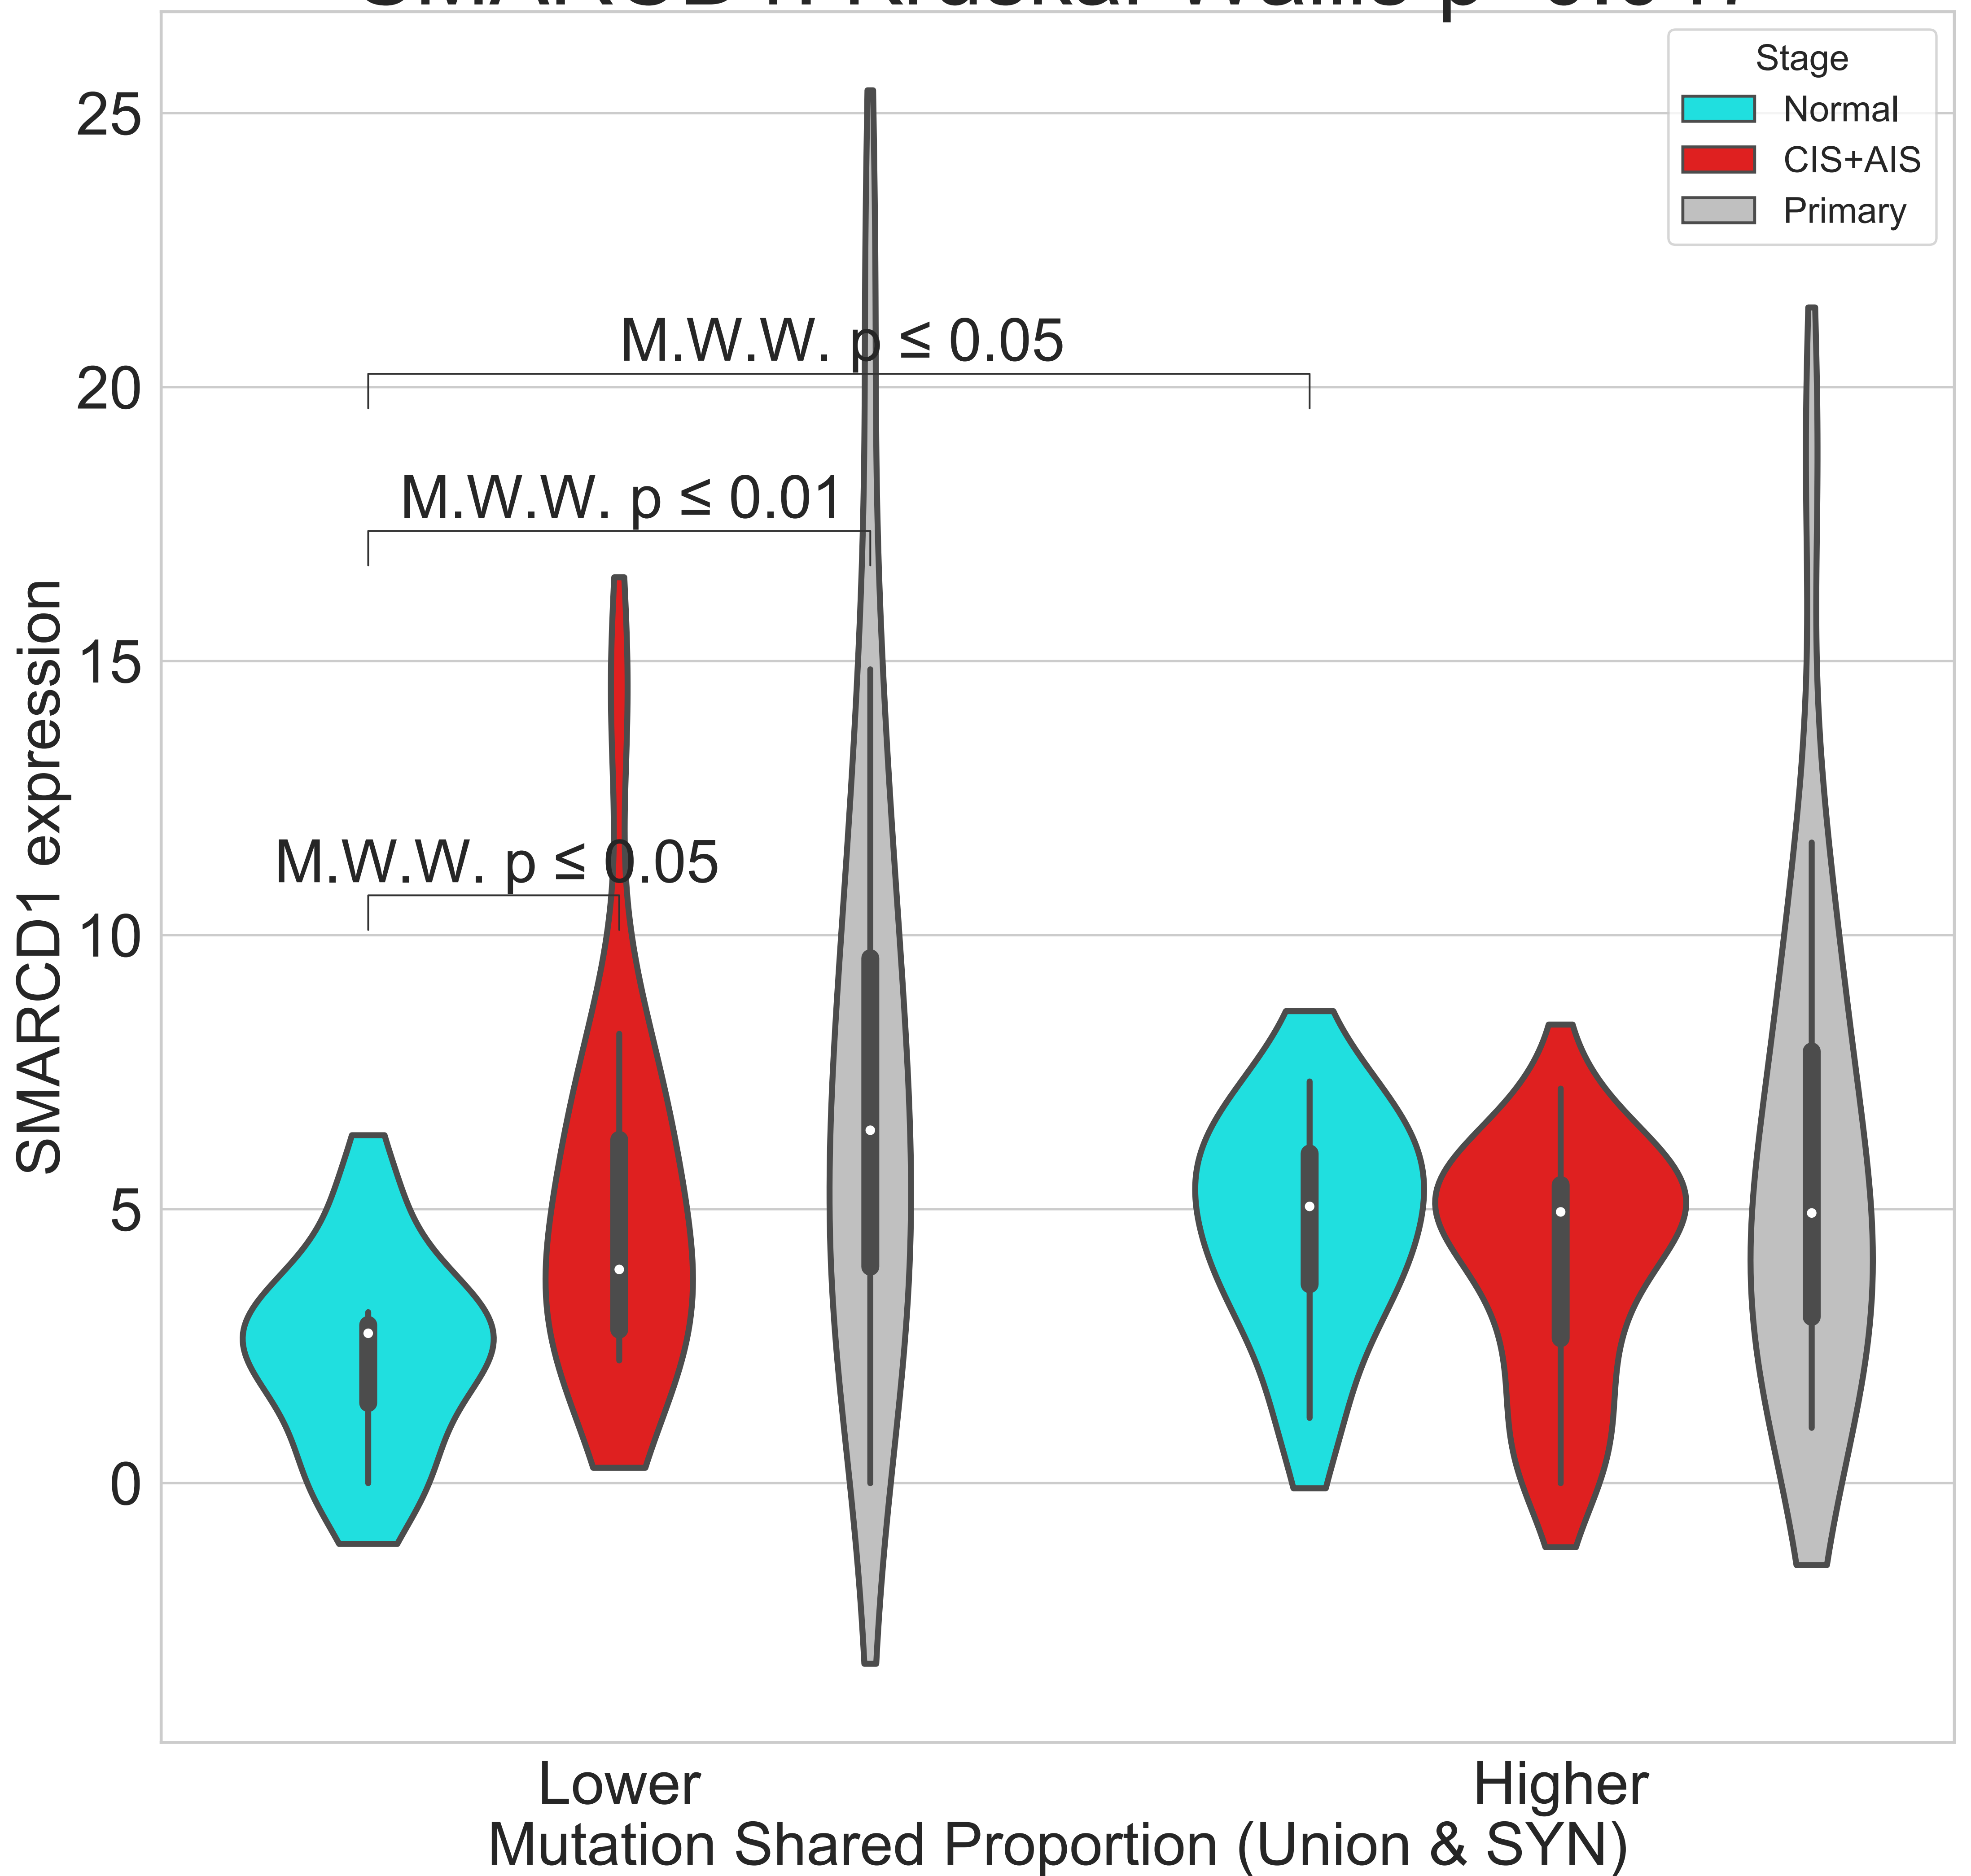 Stage
Normal
CIS+AIS
Primary
25
20
15
10
5
0
SMARCD1 expression
M.W.W. p ≤ 0.05
M.W.W. p ≤ 0.01
M.W.W. p ≤ 0.05
Lower
Higher
Mutation Shared Proportion (Union & SYN)